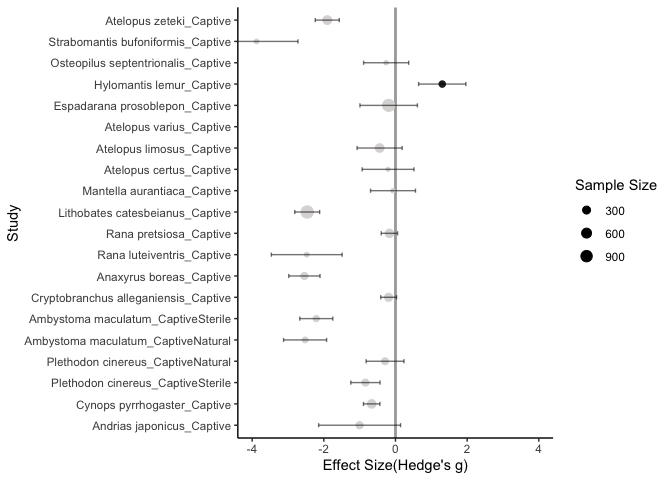 Atelopus zeteki_Captive
Strabomantis bufoniformis_Captive
Osteopilus septentrionalis_Captive
Hylomantis lemur_Captive
Espadarana prosoblepon_Captive
Atelopus varius_Captive
Atelopus limosus_Captive
Atelopus certus_Captive
Mantella aurantiaca_Captive
Lithobates catesbeianus_Captive
Rana pretsiosa_Captive
Rana luteiventris_Captive
Anaxyrus boreas_Captive
Cryptobranchus alleganiensis_Captive
Ambystoma maculatum_CaptiveSterile
Ambystoma maculatum_CaptiveNatural
Plethodon cinereus_CaptiveNatural
Plethodon cinereus_CaptiveSterile
Cynops pyrrhogaster_Captive
Andrias japonicus_Captive
Study
-4 -2 0 2 4
Effect Size(Hedge's g)
Sample Size
300
600
900